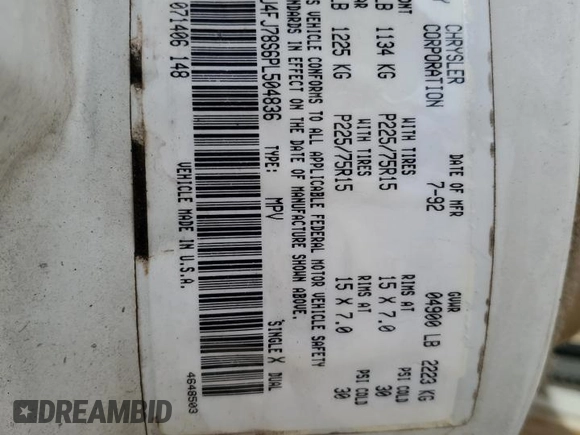 CHRYSLER
CORPORATION
DATE OF MFR
7-92
GVWR
04900 LB 2223 KG
LB 1134 KG
WITH TIRES
P225/75R15
RIMS AT
15 X 7.0
PSI COLD
30
LB 1225 KG
WITH TIRES
P225/75R15
RIMS AT
15 X 7.0
PSI COLD
30
VEHICLE CONFORMS TO ALL APPLICABLE FEDERAL MOTOR VEHICLE SAFETY
IN EFFECT ON THE DATE OF MANUFACTURE SHOWN ABOVE.
J4FJ78S6PL504836
TYPE: MPV
SINGLE X DUAL
071406 148
VEHICLE MADE IN U.S.A.
4648503
DREAMBID